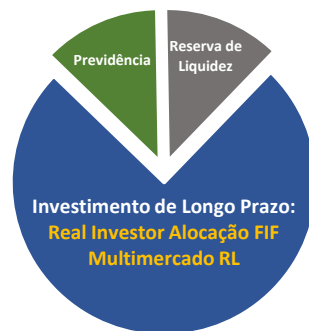 Previdência
Reserva de
Liquidez
Investimento de Longo Prazo:
Real Investor Alocação FIF
Multimercado RL